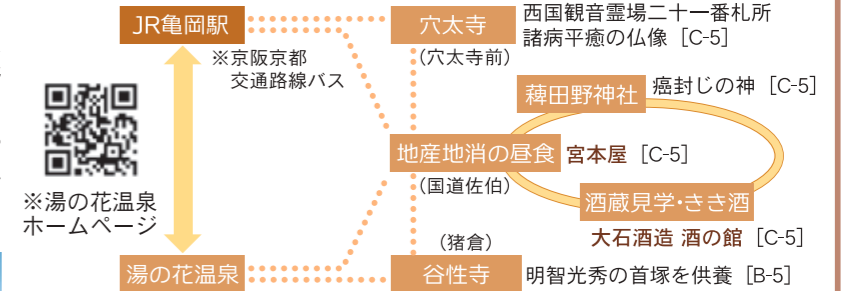 JR亀岡駅
※京阪京都
交通路線バス
穴太寺
(穴太寺前)
西国観音霊場二十一番札所
諸病平癒の仏像 [C-5]
薭田野神社
癌封じの神 [C-5]
地産地消の昼食
宮本屋 [C-5]
(国道佐伯)
酒蔵見学・きき酒
大石酒造 酒の館 [C-5]
※湯の花温泉
ホームページ
湯の花温泉
(猪倉)
谷性寺
明智光秀の首塚を供養 [B-5]